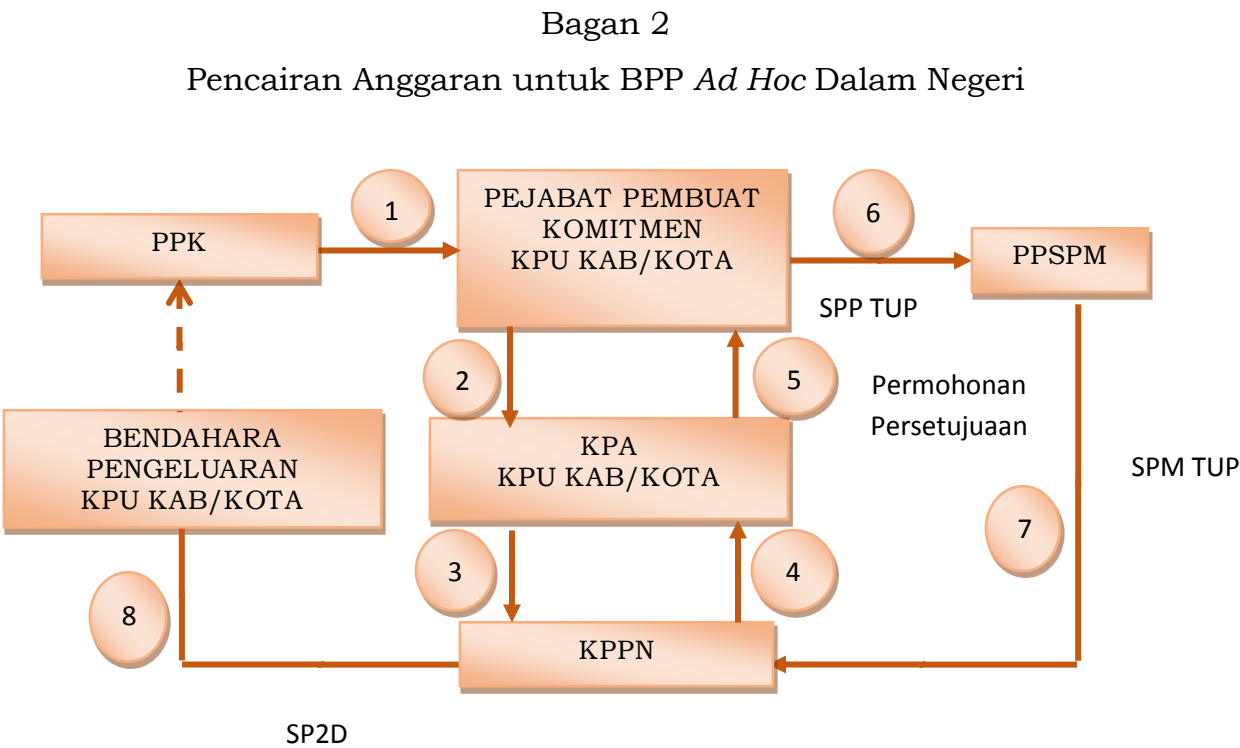 Bagan 2
Pencairan Anggaran untuk BPP Ad Hoc Dalam Negeri
1
PEJABAT PEMBUAT
KOMITMEN
KPU KAB/KOTA
6
PPK
PPSPM
SPP TUP
2
5
Permohonan
Persetujuaan
BENDAHARA
PENGELUARAN
KPU KAB/KOTA
KPA
KPU KAB/KOTA
SPM TUP
7
3
4
8
KPPN
SP2D